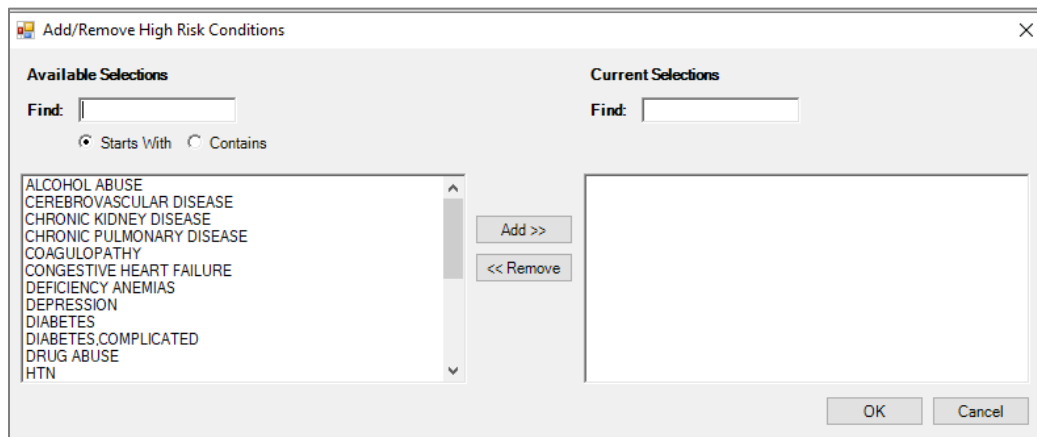 Add/Remove High Risk Conditions
Available Selections
Current Selections
Find:
Find:
Starts With
Contains
ALCOHOL ABUSE
CEREBROVASCULAR DISEASE
CHRONIC KIDNEY DISEASE
CHRONIC PULMONARY DISEASE
COAGULOPATHY
CONGESTIVE HEART FAILURE
DEFICIENCY ANEMIAS
DEPRESSION
DIABETES
DIABETES,COMPLICATED
DRUG ABUSE
HTN
Add >>
<< Remove
OK
Cancel